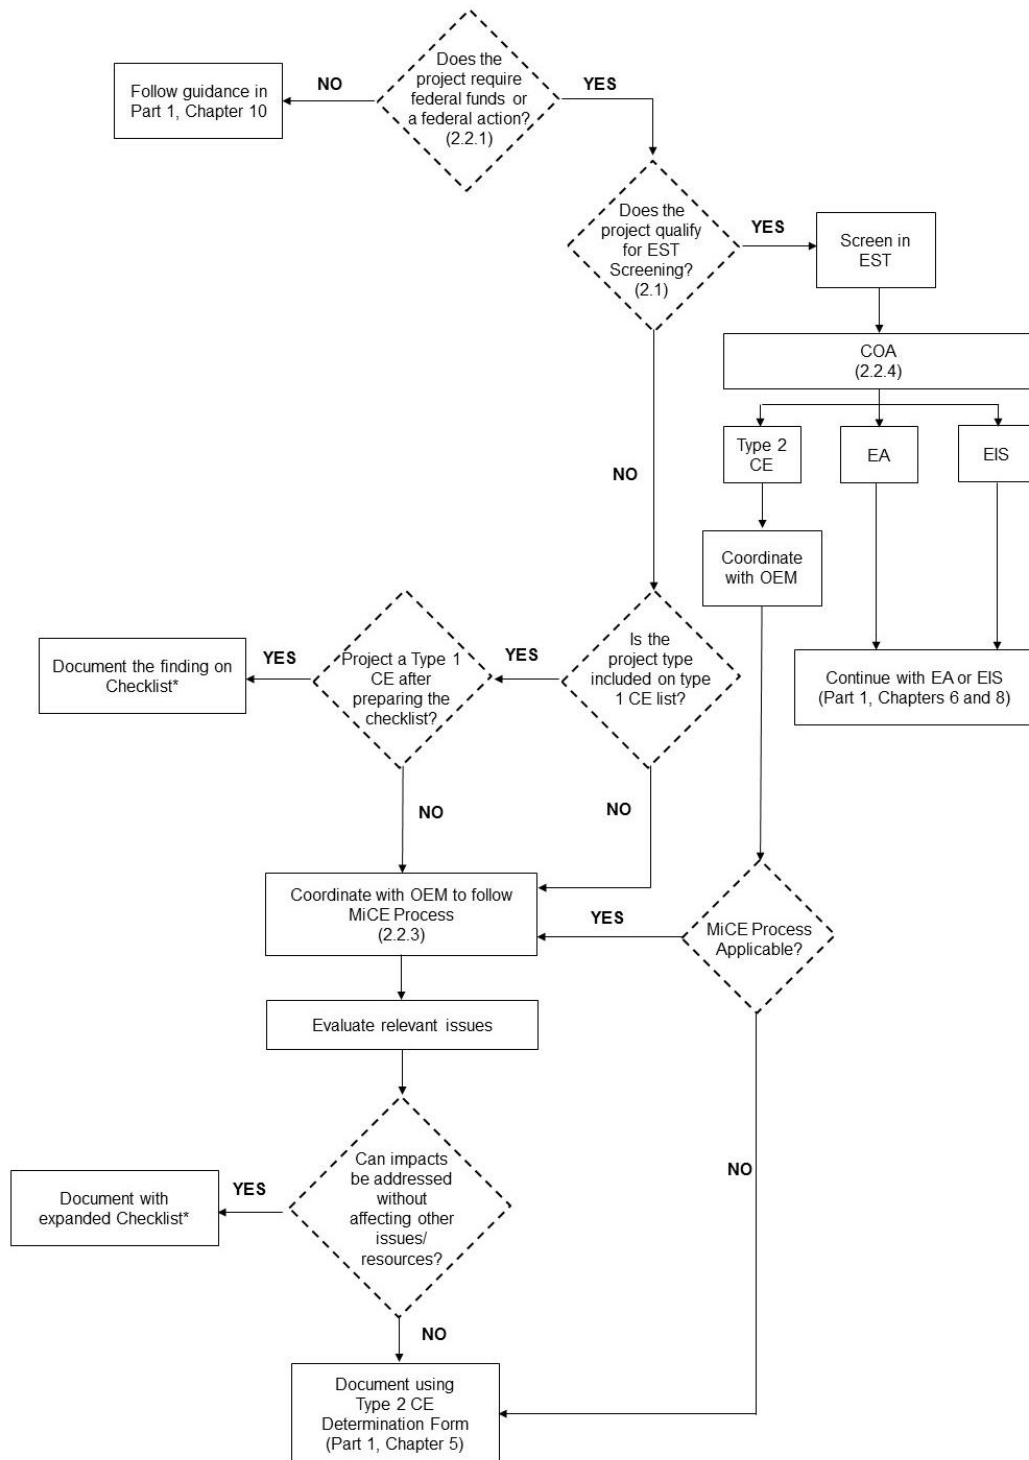 Does the
project require
federal funds or
a federal action?
(2.2.1)
NO
YES
Follow guidance in
Part 1, Chapter 10
Does the
project qualify
for EST
Screening?
(2.1)
YES
Screen in
EST
COA
(2.2.4)
NO
Type 2
CE
EA
EIS
Coordinate
with OEM
Is the
project type
included on type
1 CE list?
YES
Project a Type 1
CE after
preparing the
checklist?
YES
Document the finding on
Checklist*
Continue with EA or EIS
(Part 1, Chapters 6 and 8)
NO
NO
Coordinate with OEM to follow
MiCE Process
(2.2.3)
YES
MiCE Process
Applicable?
Evaluate relevant issues
Can impacts
be addressed
without
affecting other
issues/
resources?
YES
Document with
expanded Checklist*
NO
NO
Document using
Type 2 CE
Determination Form
(Part 1, Chapter 5)